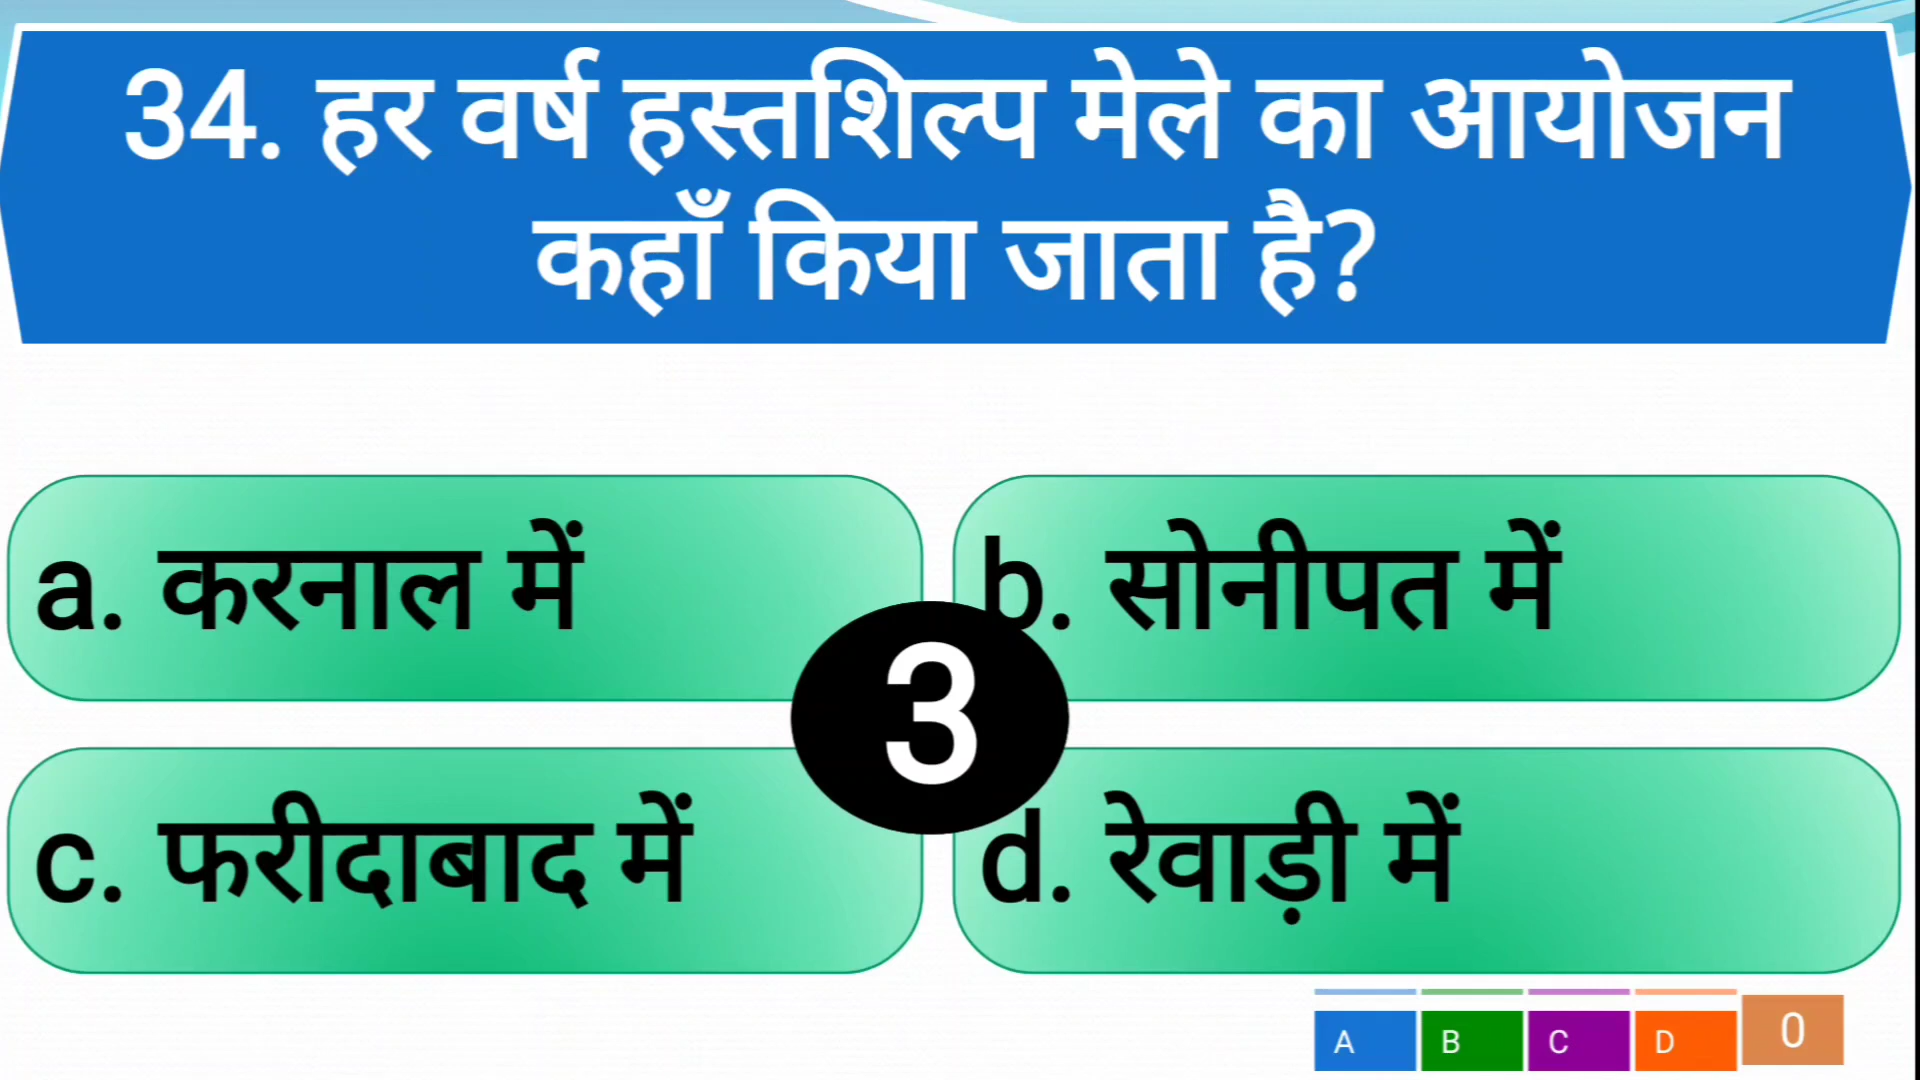 34. हर वर्ष हस्तशिल्प मेले का आयोजन
कहाँ किया जाता है?
a. करनाल में
b. सोनीपत में
3
c. फरीदाबाद में
d. रेवाड़ी में
A B C D 0